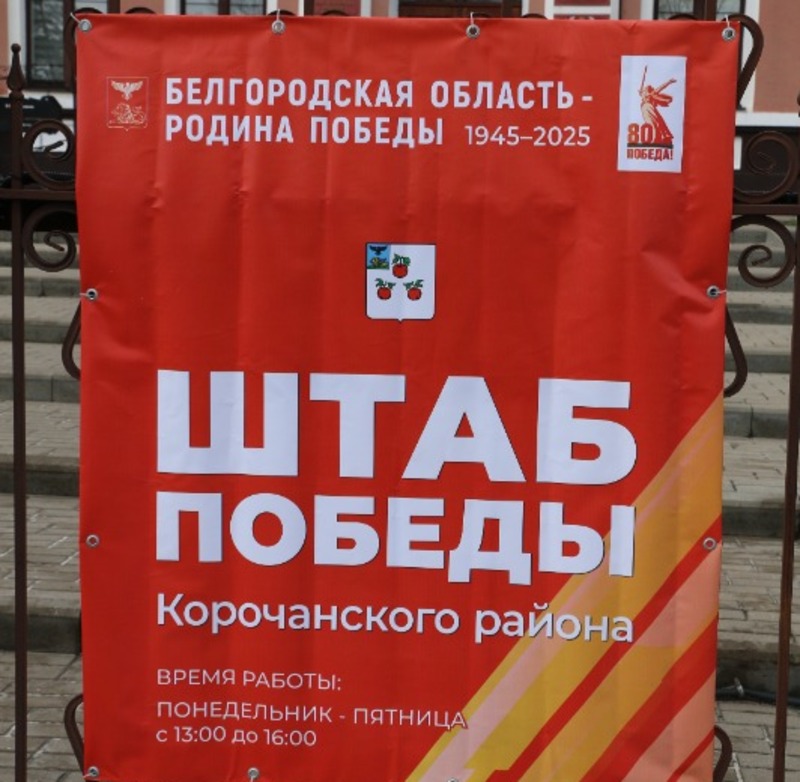 БЕЛГОРОДСКАЯ ОБЛАСТЬ -
РОДИНА ПОБЕДЫ 1945–2025
80
ПОБЕДА!
ШТАБ
ПОБЕДЫ
Корочанского района
ВРЕМЯ РАБОТЫ:
ПОНЕДЕЛЬНИК - ПЯТНИЦА
с 13:00 до 16:00